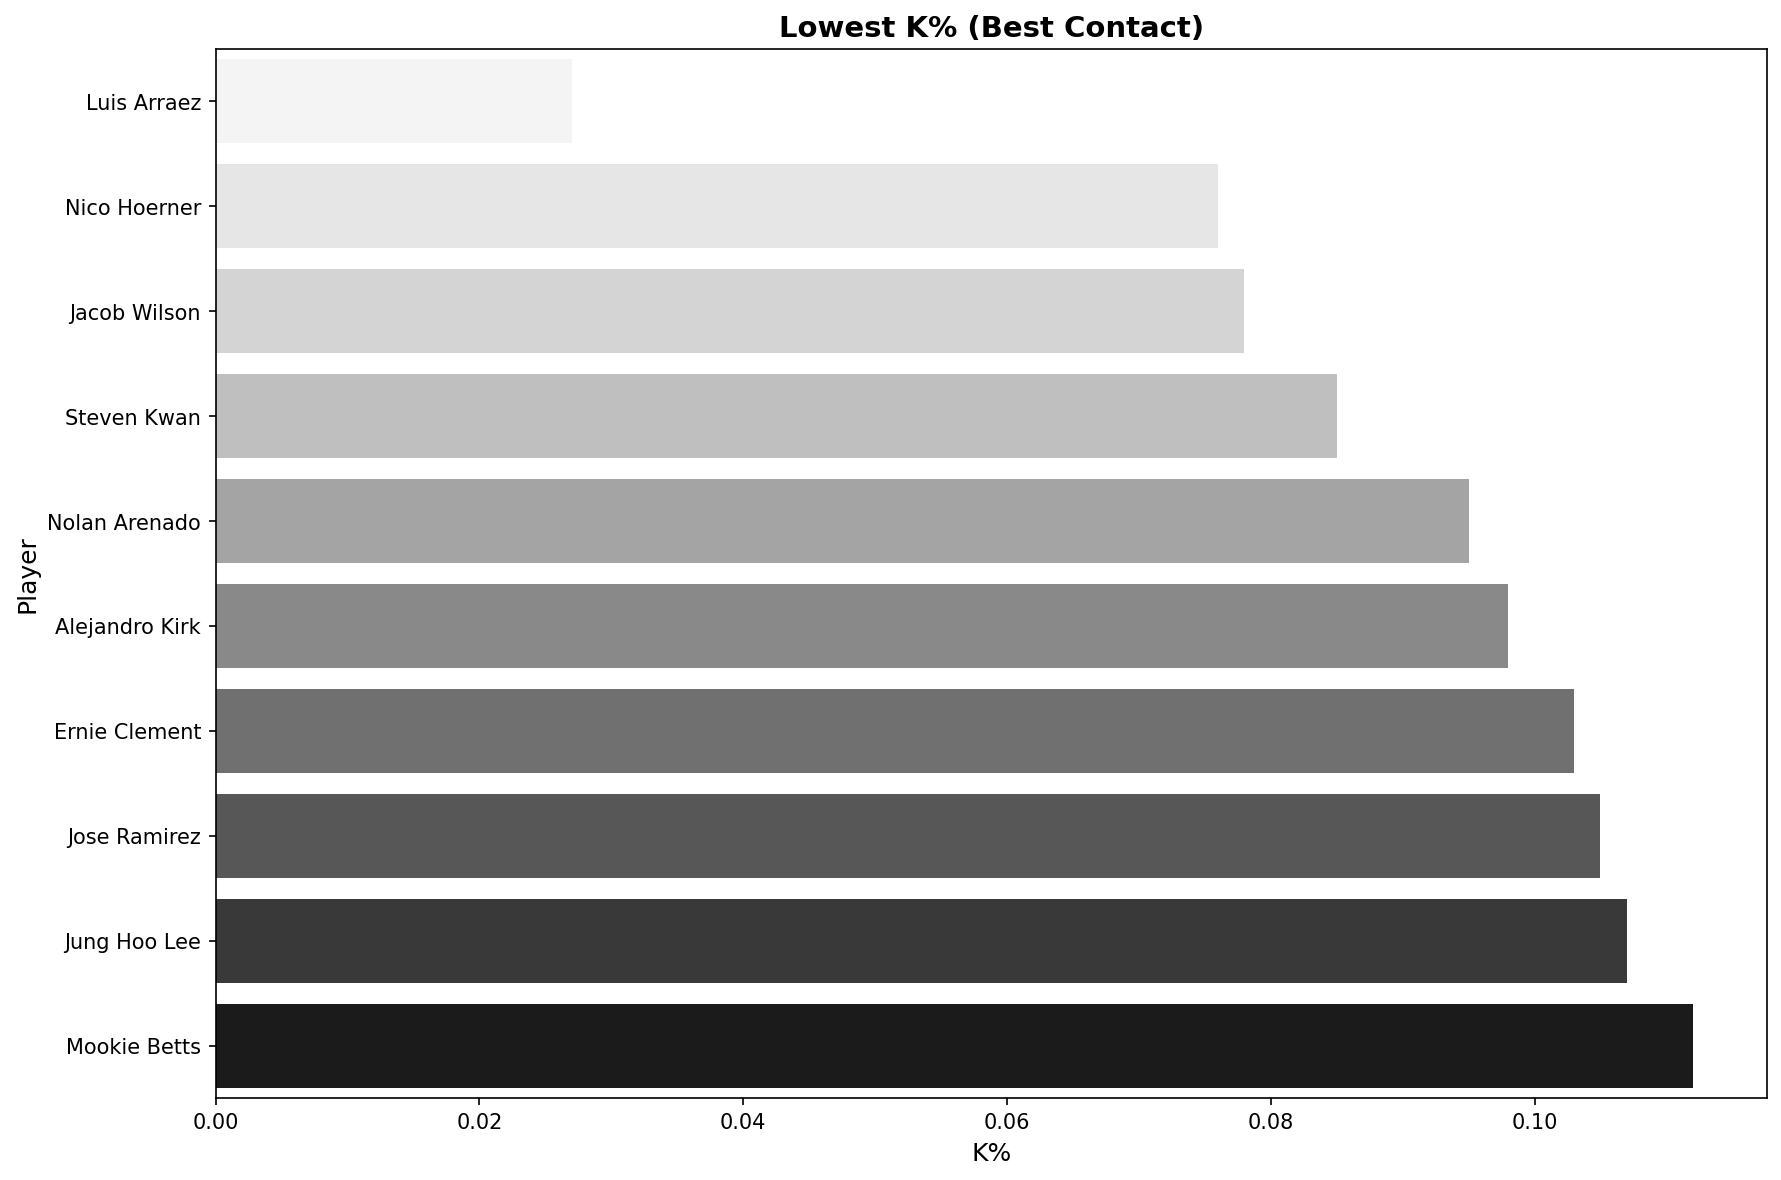 Lowest K% (Best Contact)
Player
Luis Arraez
Nico Hoerner
Jacob Wilson
Steven Kwan
Nolan Arenado
Alejandro Kirk
Ernie Clement
Jose Ramirez
Jung Hoo Lee
Mookie Betts
0.00 0.02 0.04 0.06 0.08 0.10
K%